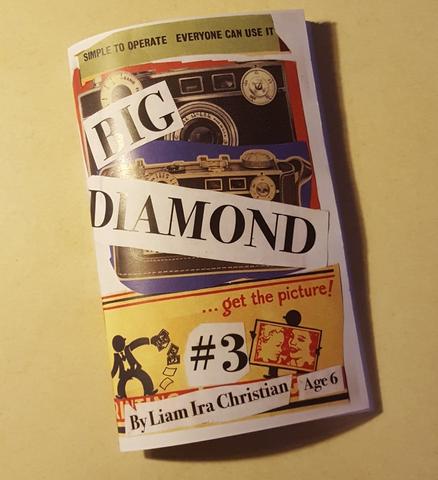 SIMPLE TO OPERATE EVERYONE CAN USE IT
BIG
DIAMOND
... get the picture!
#3
By Liam Ira Christian Age 6